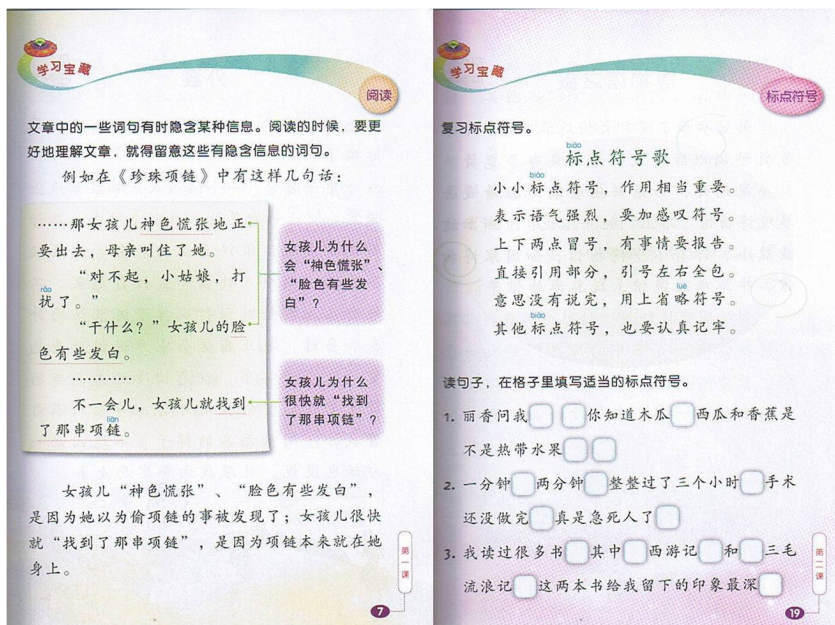 学习宝藏
阅读
文章中的一些词句有时隐含某种信息。阅读的时候，要更
好地理解文章，就得留意这些有隐含信息的词句。
例如在《珍珠项链》中有这样几句话：
……那女孩儿神色慌张地正
要出去，母亲叫住了她。
“对不起，小姑娘，打
rǎo
扰了。”
“干什么？”女孩儿的脸
色有些发白。
…………
不一会儿，女孩儿就找到
liàn
了那串项链。
女孩儿为什么
会“神色慌张”、
“脸色有些发
白”？
女孩儿为什么
很快就“找到
了那串项链”？
女孩儿“神色慌张”、“脸色有些发白”，
是因为她以为偷项链的事被发现了；女孩儿很快
就“找到了那串项链”，是因为项链本来就在她
身上。
第一课
7
学习宝藏
标点符号
复习标点符号。
biāo
标点符号歌
biāo
小小标点符号，作用相当重要。
表示语气强烈，要加感叹符号。
上下两点冒号，有事情要报告。
直接引用部分，引号左右全包。
lüè
意思没有说完，用上省略符号。
biāo
其他标点符号，也要认真记牢。
读句子，在格子里填写适当的标点符号。
1. 丽香问我□□你知道木瓜□西瓜和香蕉是
不是热带水果□□
2. 一分钟□两分钟□整整过了三个小时□手术
还没做完□真是急死人了□
3. 我读过很多书□其中□西游记□和□三毛
流浪记□这两本书给我留下的印象最深□
第二课
19